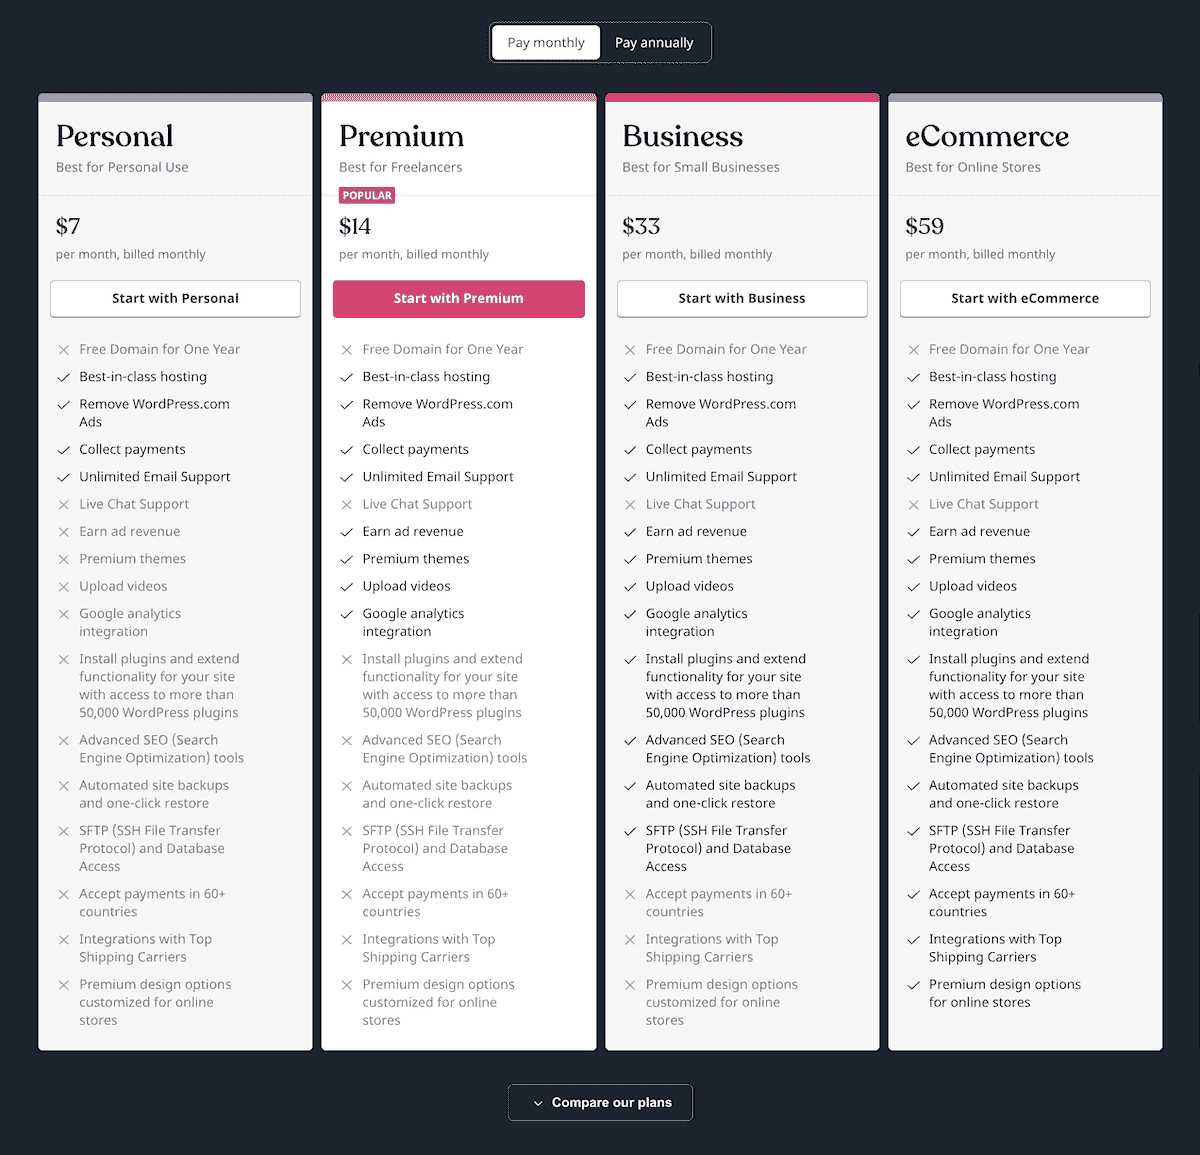 Pay monthly
Pay annually
Personal
Best for Personal Use
$7
per month, billed monthly
Start with Personal
Free Domain for One Year
Best-in-class hosting
Remove WordPress.com
Ads
Collect payments
Unlimited Email Support
Live Chat Support
Earn ad revenue
Premium themes
Upload videos
Google analytics
integration
Install plugins and extend
functionality for your site
with access to more than
50,000 WordPress plugins
Advanced SEO (Search
Engine Optimization) tools
Automated site backups
and one-click restore
SFTP (SSH File Transfer
Protocol) and Database
Access
Accept payments in 60+
countries
Integrations with Top
Shipping Carriers
Premium design options
customized for online
stores
Premium
Best for Freelancers
POPULAR
$14
per month, billed monthly
Start with Premium
Free Domain for One Year
Best-in-class hosting
Remove WordPress.com
Ads
Collect payments
Unlimited Email Support
Live Chat Support
Earn ad revenue
Premium themes
Upload videos
Google analytics
integration
Install plugins and extend
functionality for your site
with access to more than
50,000 WordPress plugins
Advanced SEO (Search
Engine Optimization) tools
Automated site backups
and one-click restore
SFTP (SSH File Transfer
Protocol) and Database
Access
Accept payments in 60+
countries
Integrations with Top
Shipping Carriers
Premium design options
customized for online
stores
Business
Best for Small Businesses
$33
per month, billed monthly
Start with Business
Free Domain for One Year
Best-in-class hosting
Remove WordPress.com
Ads
Collect payments
Unlimited Email Support
Live Chat Support
Earn ad revenue
Premium themes
Upload videos
Google analytics
integration
Install plugins and extend
functionality for your site
with access to more than
50,000 WordPress plugins
Advanced SEO (Search
Engine Optimization) tools
Automated site backups
and one-click restore
SFTP (SSH File Transfer
Protocol) and Database
Access
Accept payments in 60+
countries
Integrations with Top
Shipping Carriers
Premium design options
customized for online
stores
eCommerce
Best for Online Stores
$59
per month, billed monthly
Start with eCommerce
Free Domain for One Year
Best-in-class hosting
Remove WordPress.com
Ads
Collect payments
Unlimited Email Support
Live Chat Support
Earn ad revenue
Premium themes
Upload videos
Google analytics
integration
Install plugins and extend
functionality for your site
with access to more than
50,000 WordPress plugins
Advanced SEO (Search
Engine Optimization) tools
Automated site backups
and one-click restore
SFTP (SSH File Transfer
Protocol) and Database
Access
Accept payments in 60+
countries
Integrations with Top
Shipping Carriers
Premium design options
for online stores
Compare our plans